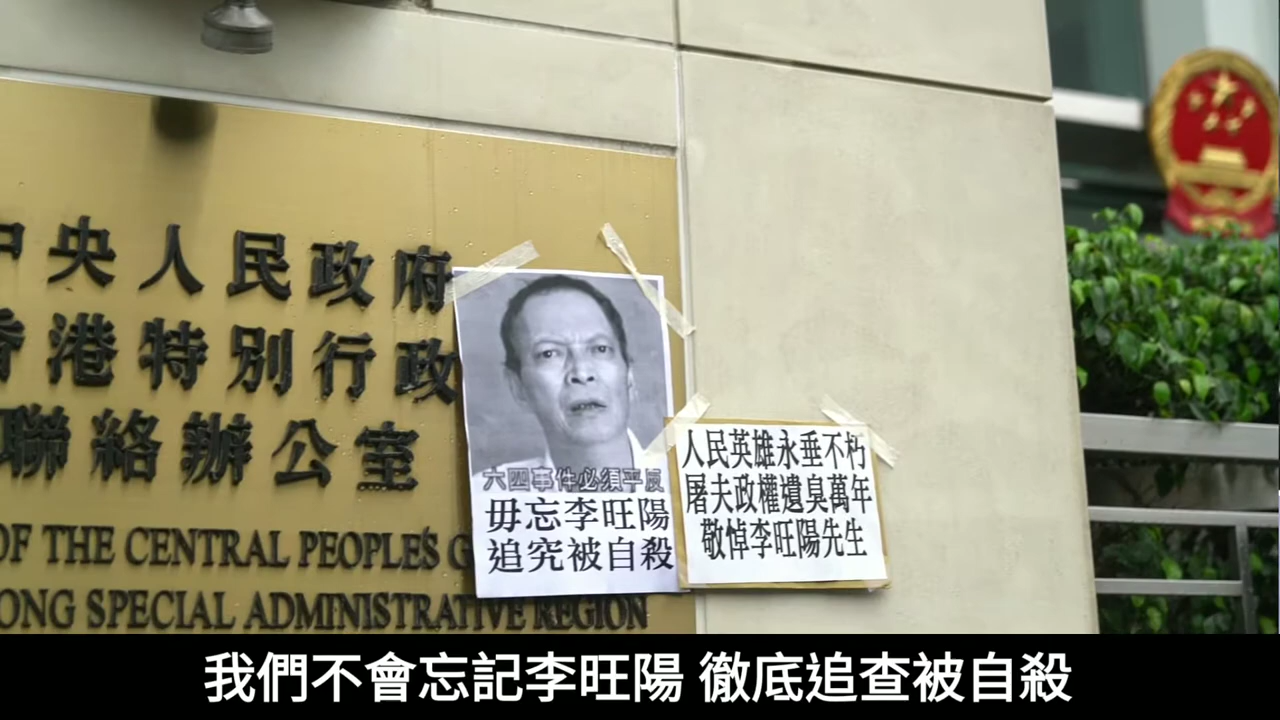 中央人民政府
香港特別行政
聯絡辦公室
OF THE CENTRAL PEOPLE'S G
ONG SPECIAL ADMINISTRATIVE REGION
六四事件必須平反
毋忘李旺陽
追究被自殺
人民英雄永垂不朽
屠夫政權遺臭萬年
敬悼李旺陽先生
我們不會忘記李旺陽 徹底追查被自殺